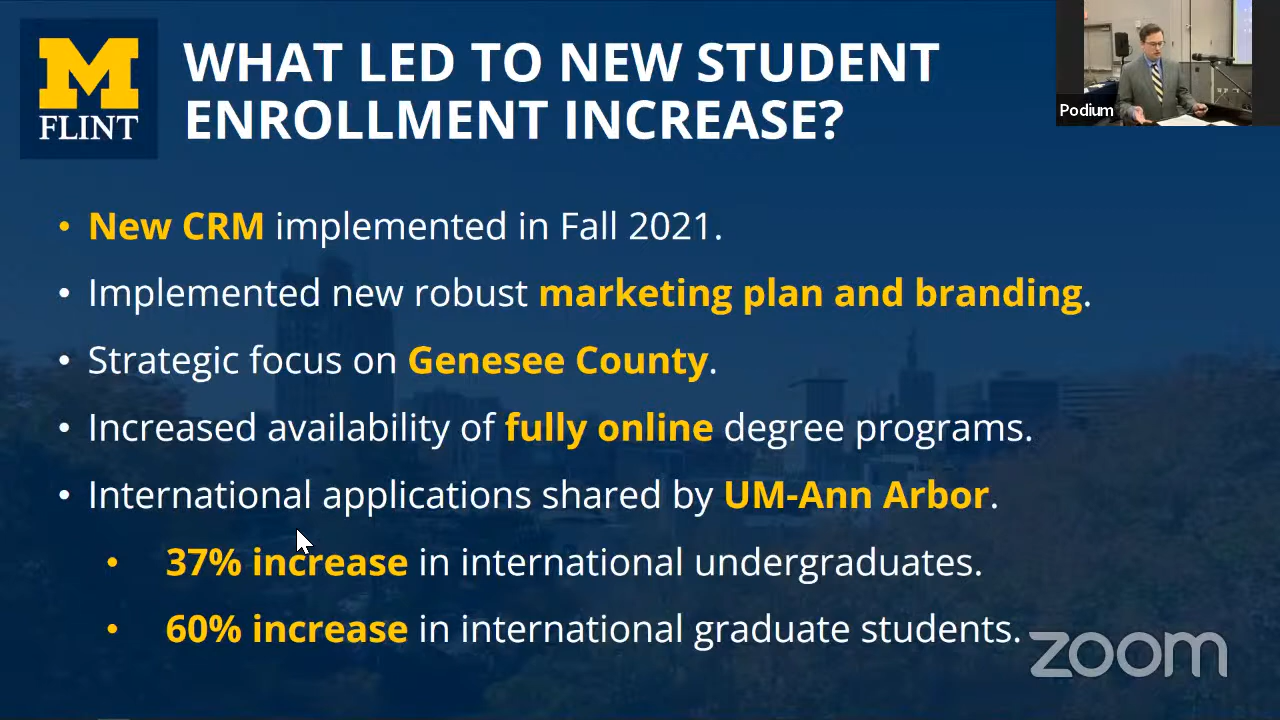 M
FLINT
WHAT LED TO NEW STUDENT
ENROLLMENT INCREASE?
Podium
• New CRM implemented in Fall 2021.
• Implemented new robust marketing plan and branding.
• Strategic focus on Genesee County.
• Increased availability of fully online degree programs.
• International applications shared by UM-Ann Arbor.
• 37% increase in international undergraduates.
• 60% increase in international graduate students.
zoom